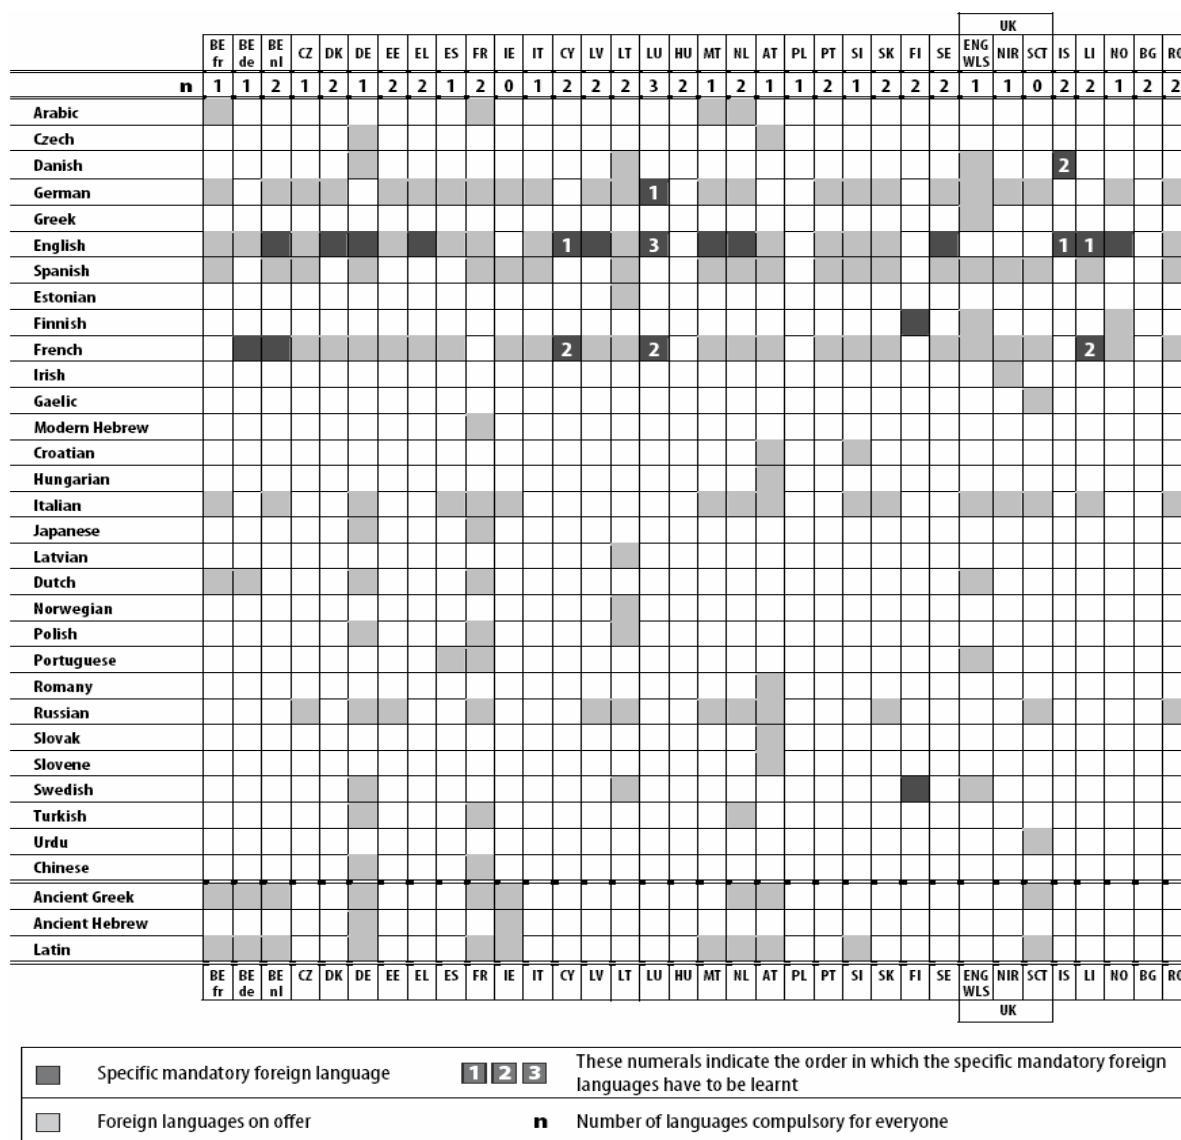 UK
BE fr BE de BE nl CZ DK DE EE EL ES FR IE IT CY LV LT LU HU MT NL AT PL PT SI SK FI SE ENG WLS NIR SCT IS LI NO BG RO
n 1 1 2 1 2 1 2 2 1 2 0 1 2 2 2 3 2 1 2 1 1 2 1 2 2 2 1 1 0 2 2 1 2 2
Arabic
Czech
Danish 2
German 1
Greek
English 1 3 1 1
Spanish
Estonian
Finnish
French 2 2 2
Irish
Gaelic
Modern Hebrew
Croatian
Hungarian
Italian
Japanese
Latvian
Dutch
Norwegian
Polish
Portuguese
Romany
Russian
Slovak
Slovene
Swedish
Turkish
Urdu
Chinese
Ancient Greek
Ancient Hebrew
Latin
BE fr BE de BE nl CZ DK DE EE EL ES FR IE IT CY LV LT LU HU MT NL AT PL PT SI SK FI SE ENG WLS NIR SCT IS LI NO BG RO
UK
Specific mandatory foreign language 1 2 3 These numerals indicate the order in which the specific mandatory foreign
languages have to be learnt
Foreign languages on offer n Number of languages compulsory for everyone